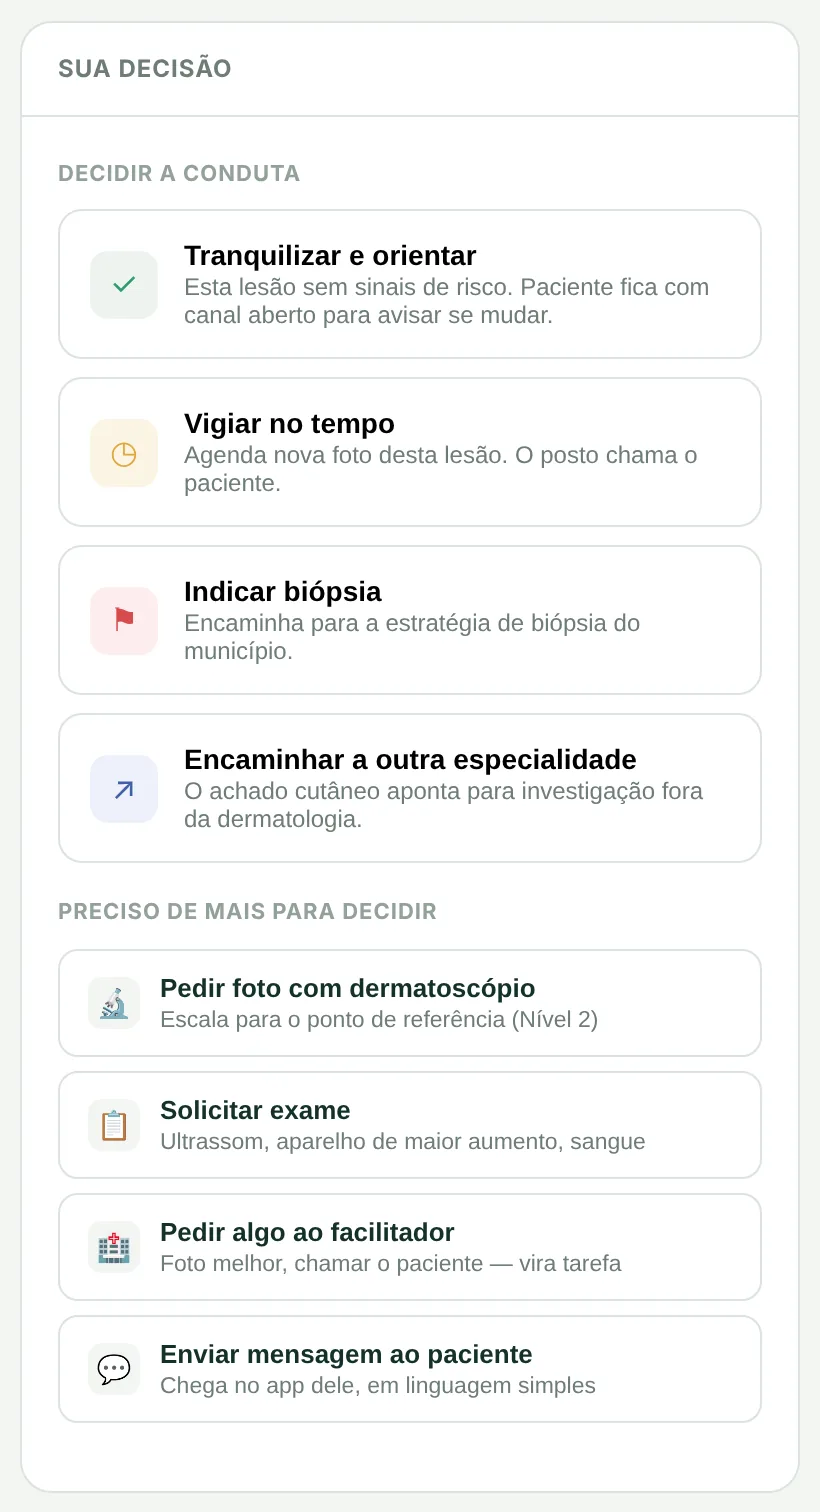 SUA DECISÃO
DECIDIR A CONDUTA
Tranquilizar e orientar
Esta lesão sem sinais de risco. Paciente fica com
canal aberto para avisar se mudar.
Vigiar no tempo
Agenda nova foto desta lesão. O posto chama o
paciente.
Indicar biópsia
Encaminha para a estratégia de biópsia do
município.
Encaminhar a outra especialidade
O achado cutâneo aponta para investigação fora
da dermatologia.
PRECISO DE MAIS PARA DECIDIR
Pedir foto com dermatoscópio
Escala para o ponto de referência (Nível 2)
Solicitar exame
Ultrassom, aparelho de maior aumento, sangue
Pedir algo ao facilitador
Foto melhor, chamar o paciente — vira tarefa
Enviar mensagem ao paciente
Chega no app dele, em linguagem simples